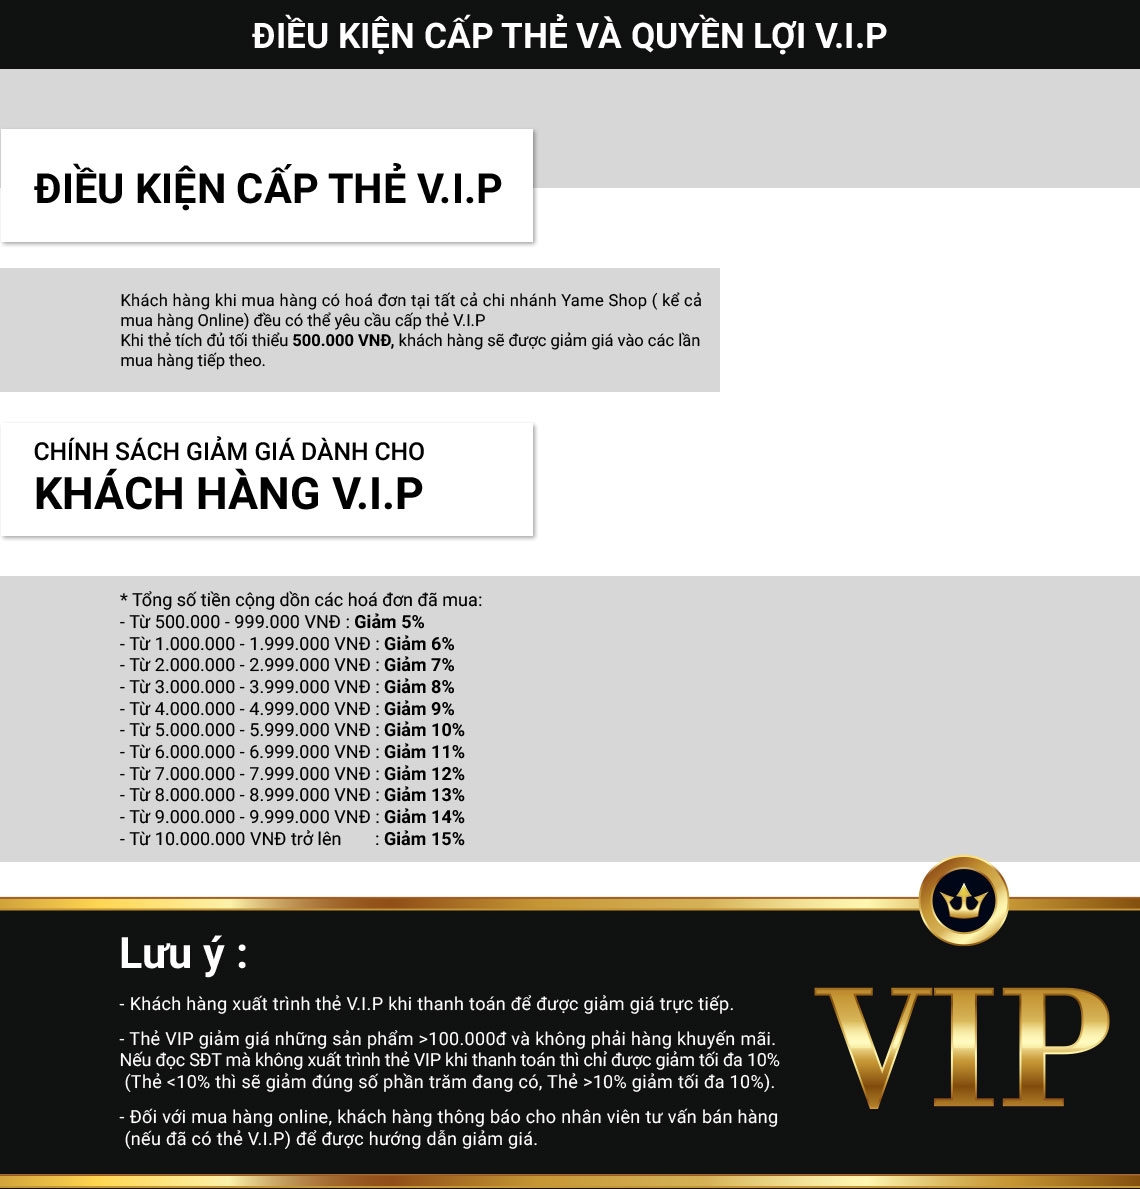 ĐIỀU KIỆN CẤP THẺ VÀ QUYỀN LỢI V.I.P
ĐIỀU KIỆN CẤP THẺ V.I.P
Khách hàng khi mua hàng có hoá đơn tại tất cả chi nhánh Yame Shop ( kể cả
mua hàng Online) đều có thể yêu cầu cấp thẻ V.I.P
Khi thẻ tích đủ tối thiểu 500.000 VNĐ, khách hàng sẽ được giảm giá vào các lần
mua hàng tiếp theo.
CHÍNH SÁCH GIẢM GIÁ DÀNH CHO
KHÁCH HÀNG V.I.P
* Tổng số tiền cộng dồn các hoá đơn đã mua:
- Từ 500.000 - 999.000 VNĐ : Giảm 5%
- Từ 1.000.000 - 1.999.000 VNĐ : Giảm 6%
- Từ 2.000.000 - 2.999.000 VNĐ : Giảm 7%
- Từ 3.000.000 - 3.999.000 VNĐ : Giảm 8%
- Từ 4.000.000 - 4.999.000 VNĐ : Giảm 9%
- Từ 5.000.000 - 5.999.000 VNĐ : Giảm 10%
- Từ 6.000.000 - 6.999.000 VNĐ : Giảm 11%
- Từ 7.000.000 - 7.999.000 VNĐ : Giảm 12%
- Từ 8.000.000 - 8.999.000 VNĐ : Giảm 13%
- Từ 9.000.000 - 9.999.000 VNĐ : Giảm 14%
- Từ 10.000.000 VNĐ trở lên : Giảm 15%
Lưu ý :
- Khách hàng xuất trình thẻ V.I.P khi thanh toán để được giảm giá trực tiếp.
- Thẻ VIP giảm giá những sản phẩm >100.000đ và không phải hàng khuyến mãi.
Nếu đọc SĐT mà không xuất trình thẻ VIP khi thanh toán thì chỉ được giảm tối đa 10%
(Thẻ <10% thì sẽ giảm đúng số phần trăm đang có, Thẻ >10% giảm tối đa 10%).
- Đối với mua hàng online, khách hàng thông báo cho nhân viên tư vấn bán hàng
(nếu đã có thẻ V.I.P) để được hướng dẫn giảm giá.
VIP